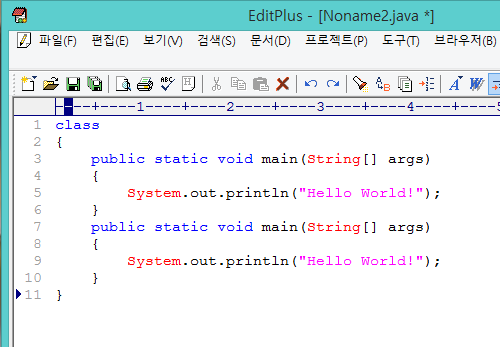 EditPlus - [Noname2.java *]
파일(F) 편집(E) 보기(V) 검색(S) 문서(D) 프로젝트(P) 도구(T) 브라우저(B)
----+----1----+----2----+----3----+----4----+----5
1 class
2 {
3 public static void main(String[] args)
4 {
5 System.out.println("Hello World!");
6 }
7 public static void main(String[] args)
8 {
9 System.out.println("Hello World!");
10 }
11 }